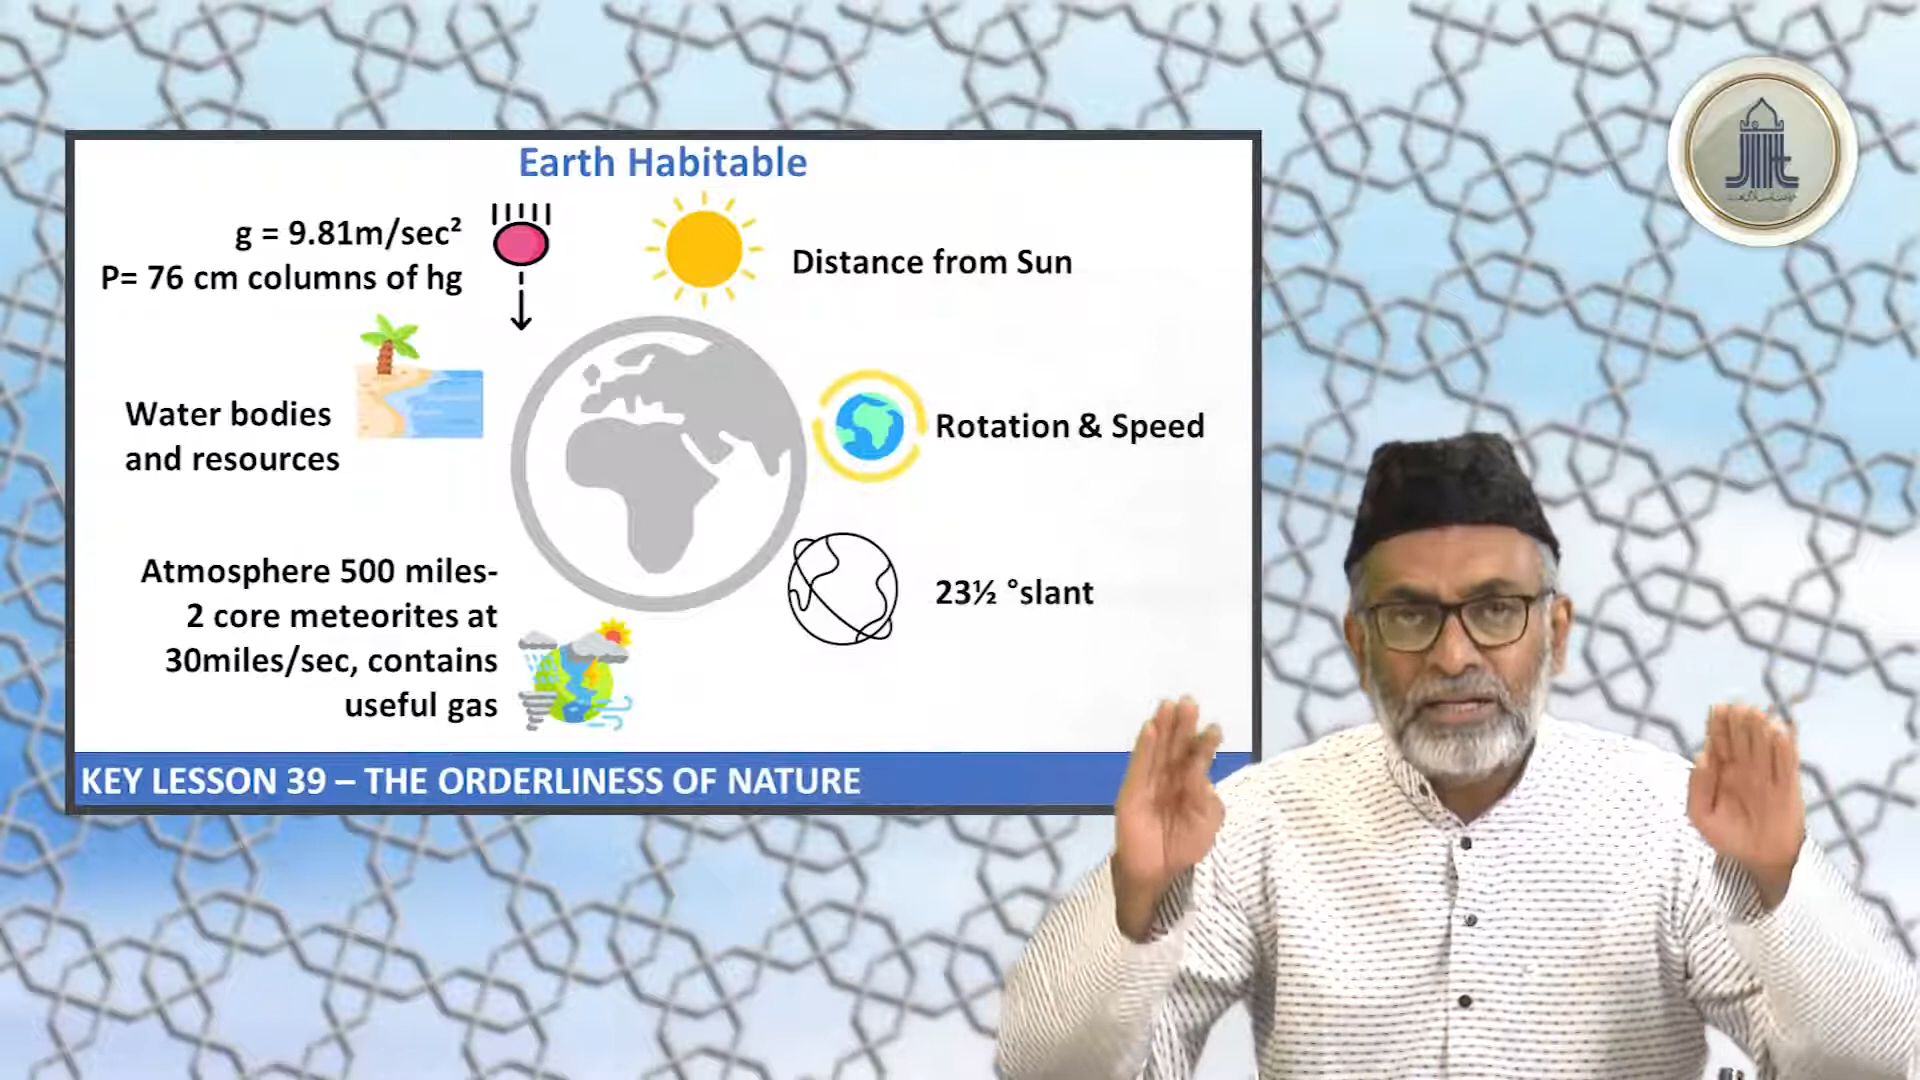 Earth Habitable
g = 9.81m/sec²
P= 76 cm columns of hg
Distance from Sun
Water bodies
and resources
Rotation & Speed
Atmosphere 500 miles-
2 core meteorites at
30miles/sec, contains
useful gas
23½ °slant
KEY LESSON 39 – THE ORDERLINESS OF NATURE